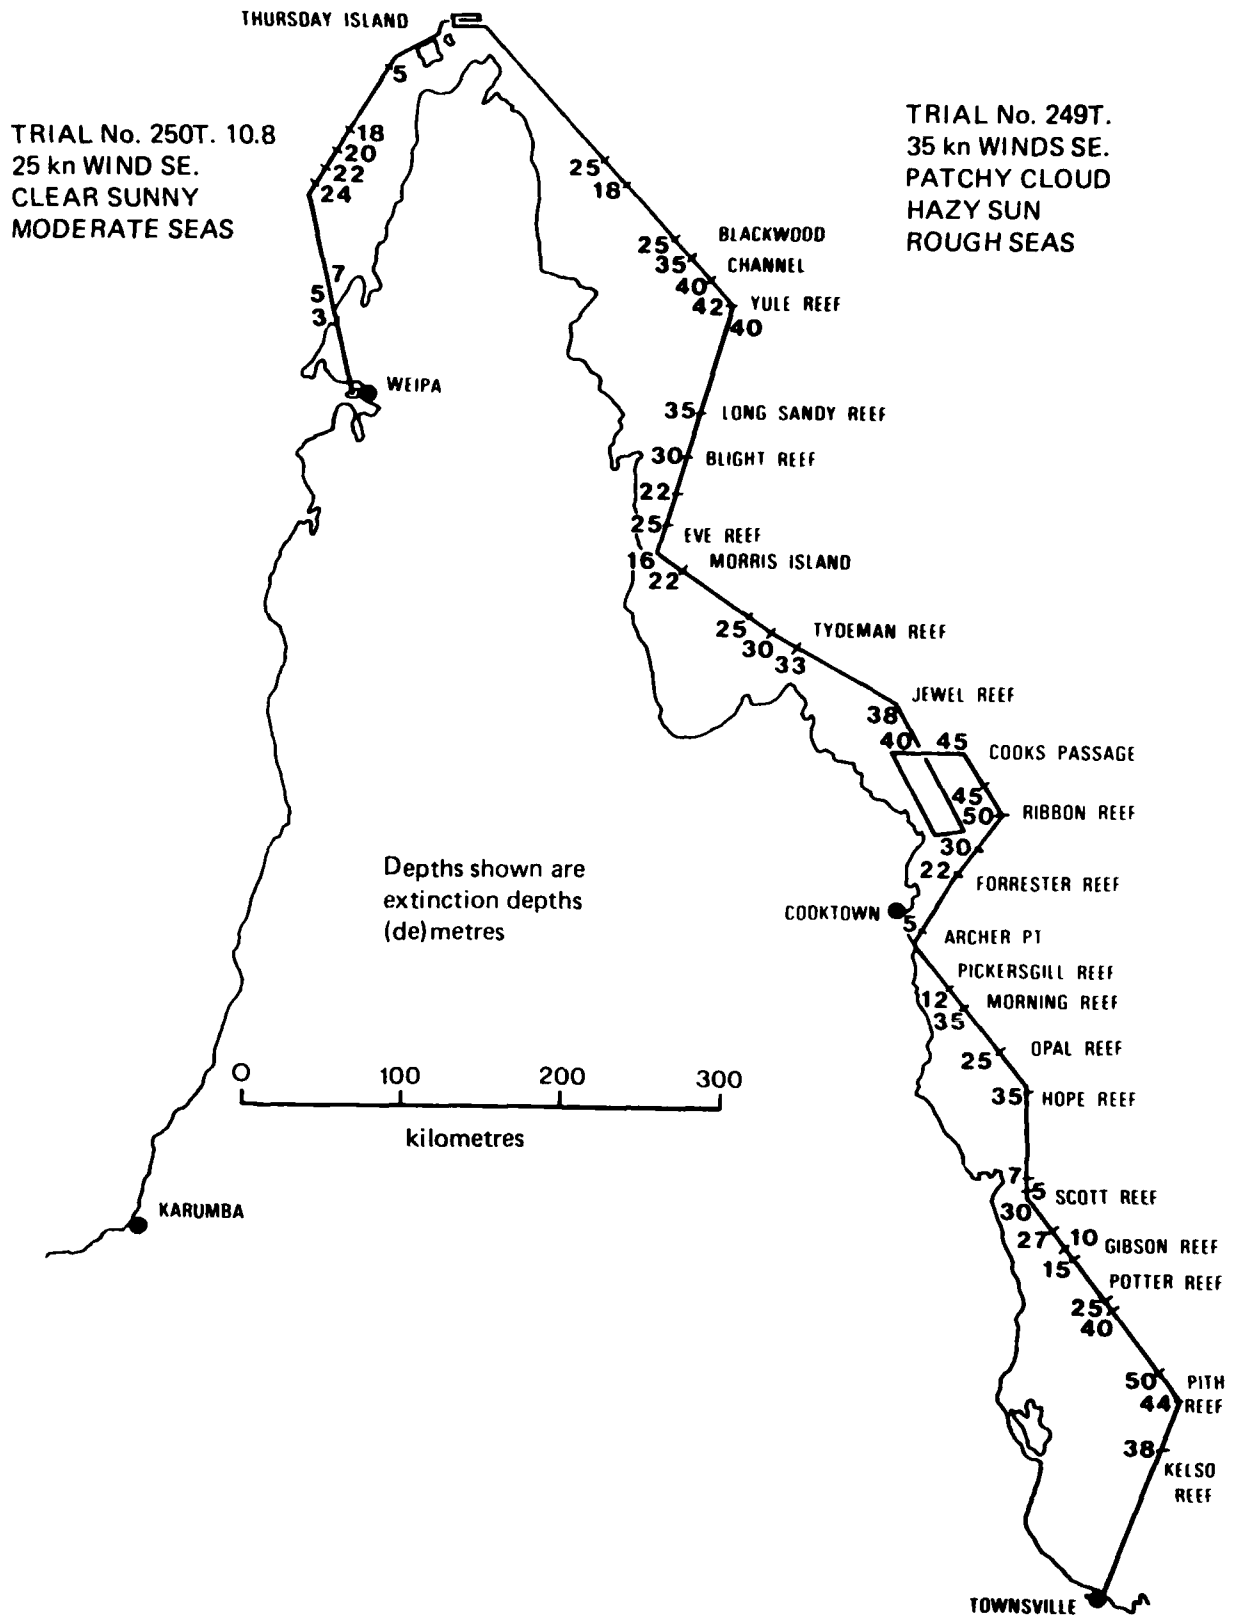 THURSDAY ISLAND
5
TRIAL No. 250T. 10.8
25 kn WIND SE.
CLEAR SUNNY
MODERATE SEAS
18
20
22
24
7
5
3
WEIPA
TRIAL No. 249T.
35 kn WINDS SE.
PATCHY CLOUD
HAZY SUN
ROUGH SEAS
25
18
25
BLACKWOOD
35
CHANNEL
40
42
YULE REEF
40
35
LONG SANDY REEF
30
BLIGHT REEF
22
25
EVE REEF
16
MORRIS ISLAND
22
25
TYDEMAN REEF
30
33
JEWEL REEF
38
40
45
COOKS PASSAGE
45
50
RIBBON REEF
30
22
FORRESTER REEF
COOKTOWN
5
ARCHER PT
PICKERSGILL REEF
12
MORNING REEF
35
25
OPAL REEF
35
HOPE REEF
Depths shown are
extinction depths
(de)metres
0
100
200
300
kilometres
KARUMBA
7
5
SCOTT REEF
30
27
10
GIBSON REEF
15
POTTER REEF
25
40
50
PITH
44
REEF
38
KELSO
REEF
TOWNSVILLE